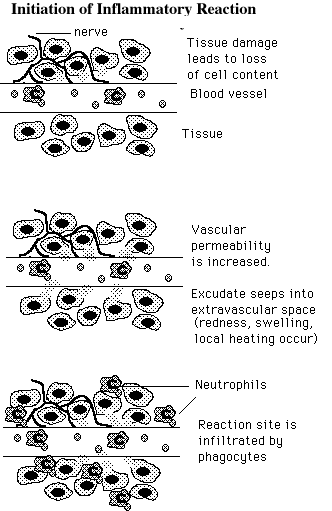 Initiation of Inflammatory Reaction
nerve
Tissue damage
leads to loss
of cell content
Blood vessel
Tissue
Vascular
permeability
is increased.
Excudate seeps into
extravascular space
(redness, swelling,
local heating occur)
Neutrophils
Reaction site is
infiltrated by
phagocytes